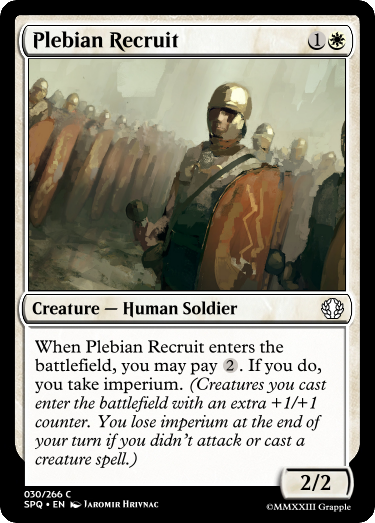 Plebian Recruit 1
Creature — Human Soldier
When Plebian Recruit enters the
battlefield, you may pay 2. If you do,
you take imperium. (Creatures you cast
enter the battlefield with an extra +1/+1
counter. You lose imperium at the end of
your turn if you didn't attack or cast a
creature spell.)
2/2
030/266 C
SPQ • EN Jaromir Hrivnac
©MMXXIII Grapple